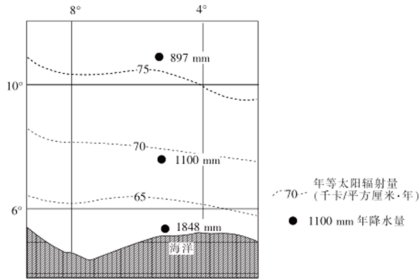 8°
4°
897 mm
75
10°
70
1100 mm
65
6°
1848 mm
海洋
年等太阳辐射量
70 (千卡/平方厘米·年)
1100 mm 年降水量